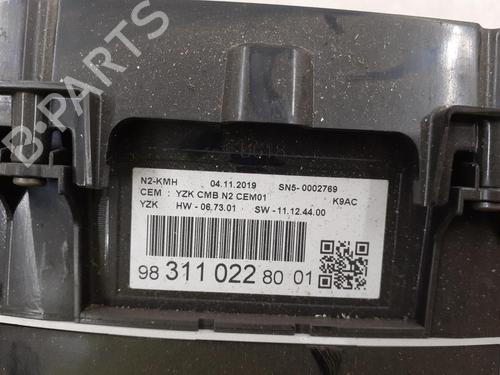 N2-KMH 04.11.2019 SN5-0002769
CEM : YZK CMB N2 CEM01 K9AC
YZK HW - 06.73.01 SW - 11.12.44.00
98 311 022 80 01
B-PARTS